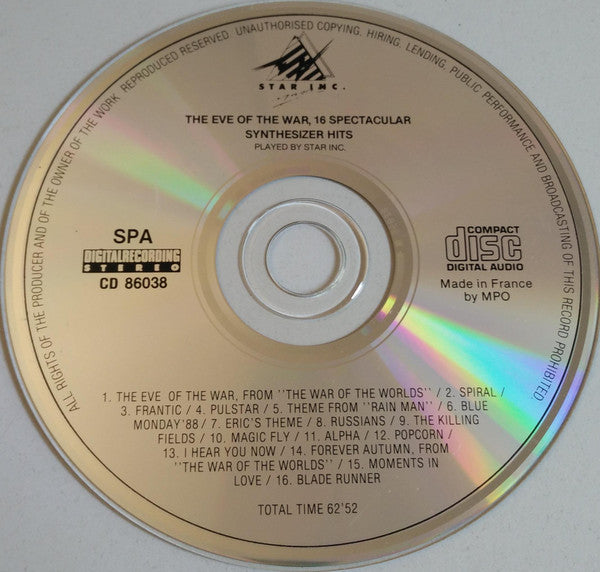 ALL RIGHTS OF THE PRODUCER AND OF THE OWNER OF THE WORK REPRODUCED RESERVED. UNAUTHORISED COPYING, HIRING, LENDING, PUBLIC PERFORMANCE AND BROADCASTING OF THIS RECORD PROHIBITED.
STAR INC.
THE EVE OF THE WAR, 16 SPECTACULAR
SYNTHESIZER HITS
PLAYED BY STAR INC.
SPA
DIGITALRECORDING
STEREO
CD 86038
COMPACT
disc
DIGITAL AUDIO
Made in France
by MPO
1. THE EVE OF THE WAR, FROM ''THE WAR OF THE WORLDS'' / 2. SPIRAL /
3. FRANTIC / 4. PULSTAR / 5. THEME FROM ''RAIN MAN'' / 6. BLUE
MONDAY'88 / 7. ERIC'S THEME / 8. RUSSIANS / 9. THE KILLING
FIELDS / 10. MAGIC FLY / 11. ALPHA / 12. POPCORN /
13. I HEAR YOU NOW / 14. FOREVER AUTUMN, FROM
''THE WAR OF THE WORLDS'' / 15. MOMENTS IN
LOVE / 16. BLADE RUNNER
TOTAL TIME 62'52